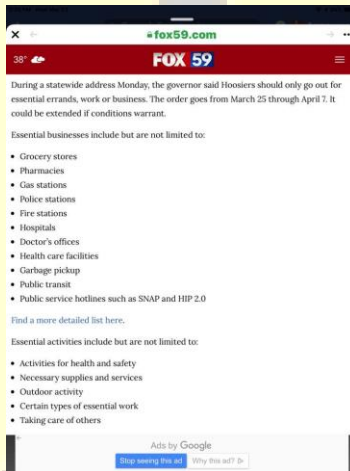 fox59.com
38°
FOX 59
During a statewide address Monday, the governor said Hoosiers should only go out for
essential errands, work or business. The order goes from March 25 through April 7. It
could be extended if conditions warrant.
Essential businesses include but are not limited to:
• Grocery stores
• Pharmacies
• Gas stations
• Police stations
• Fire stations
• Hospitals
• Doctor's offices
• Health care facilities
• Garbage pickup
• Public transit
• Public service hotlines such as SNAP and HIP 2.0
Find a more detailed list here.
Essential activities include but are not limited to:
• Activities for health and safety
• Necessary supplies and services
• Outdoor activity
• Certain types of essential work
• Taking care of others
Ads by Google
Stop seeing this ad Why this ad?